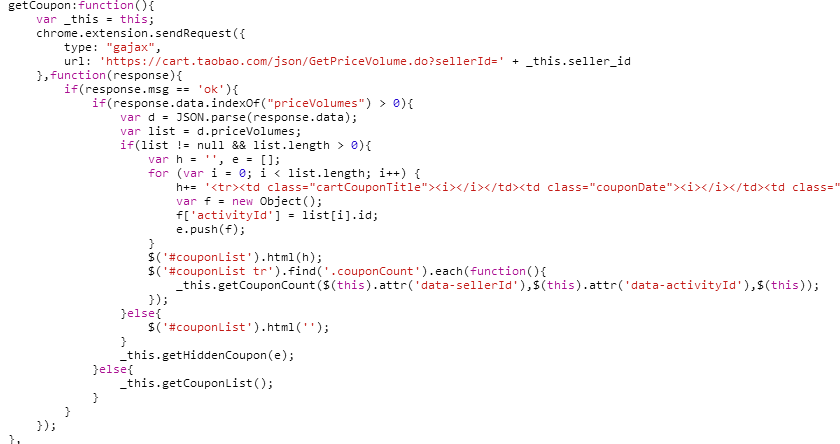 getCoupon:function(){
var _this = this;
chrome.extension.sendRequest({
type: "gajax",
url: 'https://cart.taobao.com/json/GetPriceVolume.do?sellerId=' + _this.seller_id
},function(response){
if(response.msg == 'ok'){
if(response.data.indexOf("priceVolumes") > 0){
var d = JSON.parse(response.data);
var list = d.priceVolumes;
if(list != null && list.length > 0){
var h = '', e = [];
for (var i = 0; i < list.length; i++) {
h+= '<tr><td class="cartCouponTitle"><i></i></td><td class="couponDate"><i></i></td><td class="
var f = new Object();
f['activityId'] = list[i].id;
e.push(f);
}
$('#couponList').html(h);
$('#couponList tr').find('.couponCount').each(function(){
_this.getCouponCount($(this).attr('data-sellerId'),$(this).attr('data-activityId'),$(this));
});
}else{
$('#couponList').html('');
}
_this.getHiddenCoupon(e);
}else{
_this.getCouponList();
}
}
});
},